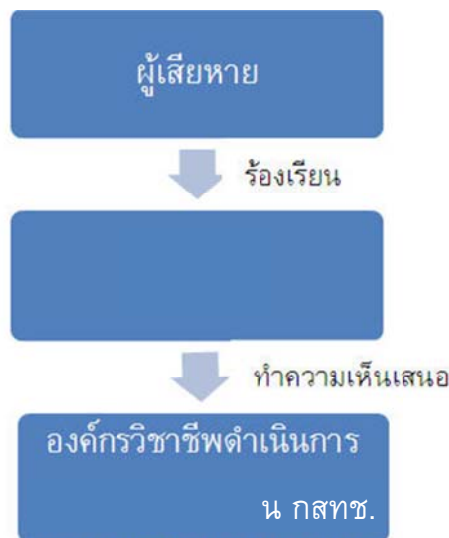 ผู้เสียหาย
ร้องเรียน
ทำความเห็นเสนอ
องค์กรวิชาชีพดำเนินการ
น กสทช.